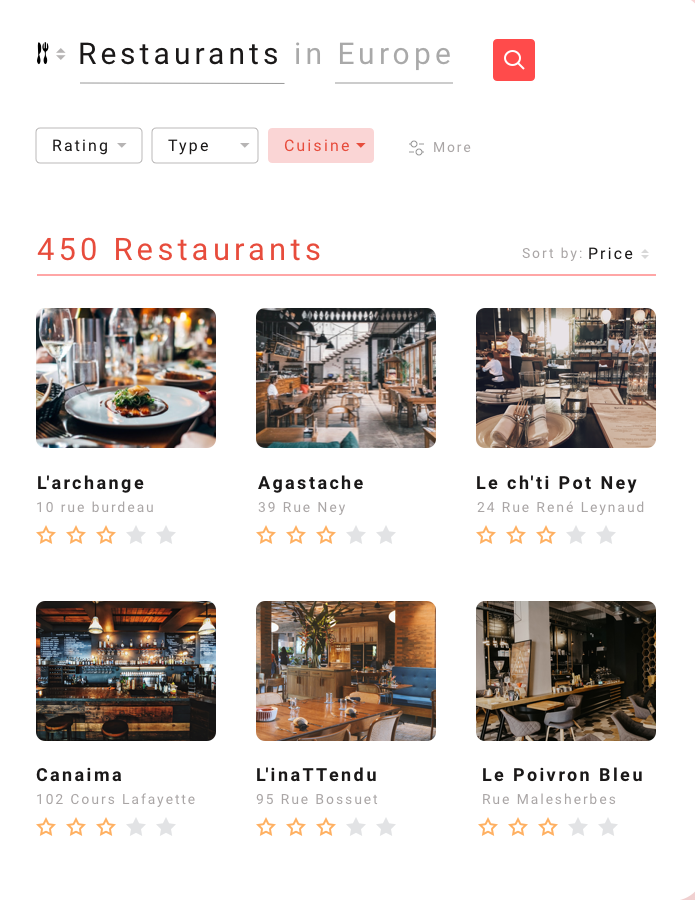 Restaurants in Europe
Rating Type Cuisine More
450 Restaurants
Sort by: Price
L'archange
10 rue burdeau
Agastache
39 Rue Ney
Le ch'ti Pot Ney
24 Rue René Leynaud
Canaima
102 Cours Lafayette
L'inaTTendu
95 Rue Bossuet
Le Poivron Bleu
Rue Malesherbes